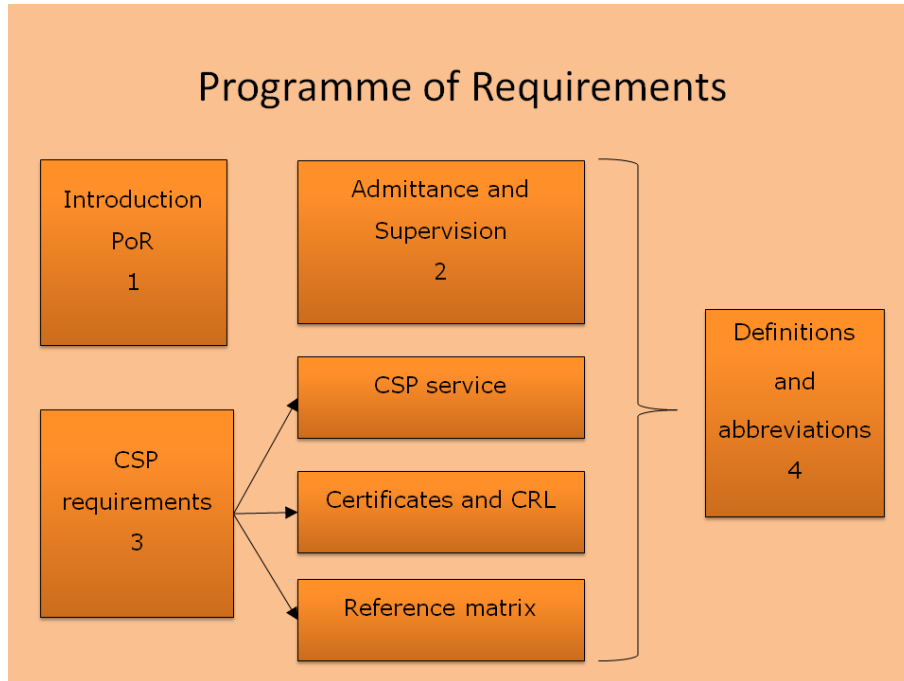 Programme of Requirements
Introduction
PoR
1
Admittance and
Supervision
2
CSP
requirements
3
CSP service
Certificates and CRL
Reference matrix
Definitions
and
abbreviations
4